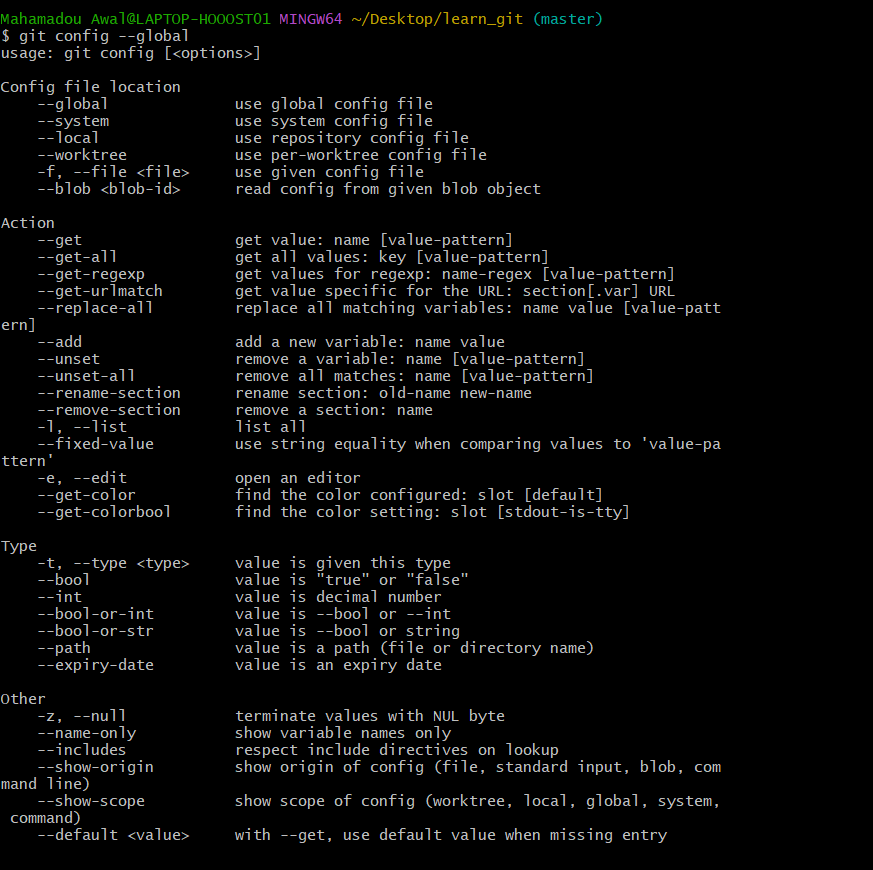 Mahamadou Awal@LAPTOP-HOOOST01 MINGW64 ~/Desktop/learn_git (master)
$ git config --global
usage: git config [<options>]

Config file location
    --global              use global config file
    --system              use system config file
    --local               use repository config file
    --worktree            use per-worktree config file
    -f, --file <file>     use given config file
    --blob <blob-id>      read config from given blob object

Action
    --get                 get value: name [value-pattern]
    --get-all             get all values: key [value-pattern]
    --get-regexp          get values for regexp: name-regex [value-pattern]
    --get-urlmatch        get value specific for the URL: section[.var] URL
    --replace-all         replace all matching variables: name value [value-patt
ern]
    --add                 add a new variable: name value
    --unset               remove a variable: name [value-pattern]
    --unset-all           remove all matches: name [value-pattern]
    --rename-section      rename section: old-name new-name
    --remove-section      remove a section: name
    -l, --list            list all
    --fixed-value         use string equality when comparing values to 'value-pa
ttern'
    -e, --edit            open an editor
    --get-color           find the color configured: slot [default]
    --get-colorbool       find the color setting: slot [stdout-is-tty]

Type
    -t, --type <type>     value is given this type
    --bool                value is "true" or "false"
    --int                 value is decimal number
    --bool-or-int         value is --bool or --int
    --bool-or-str         value is --bool or string
    --path                value is a path (file or directory name)
    --expiry-date         value is an expiry date

Other
    -z, --null            terminate values with NUL byte
    --name-only           show variable names only
    --includes            respect include directives on lookup
    --show-origin         show origin of config (file, standard input, blob, com
mand line)
    --show-scope          show scope of config (worktree, local, global, system,
 command)
    --default <value>     with --get, use default value when missing entry